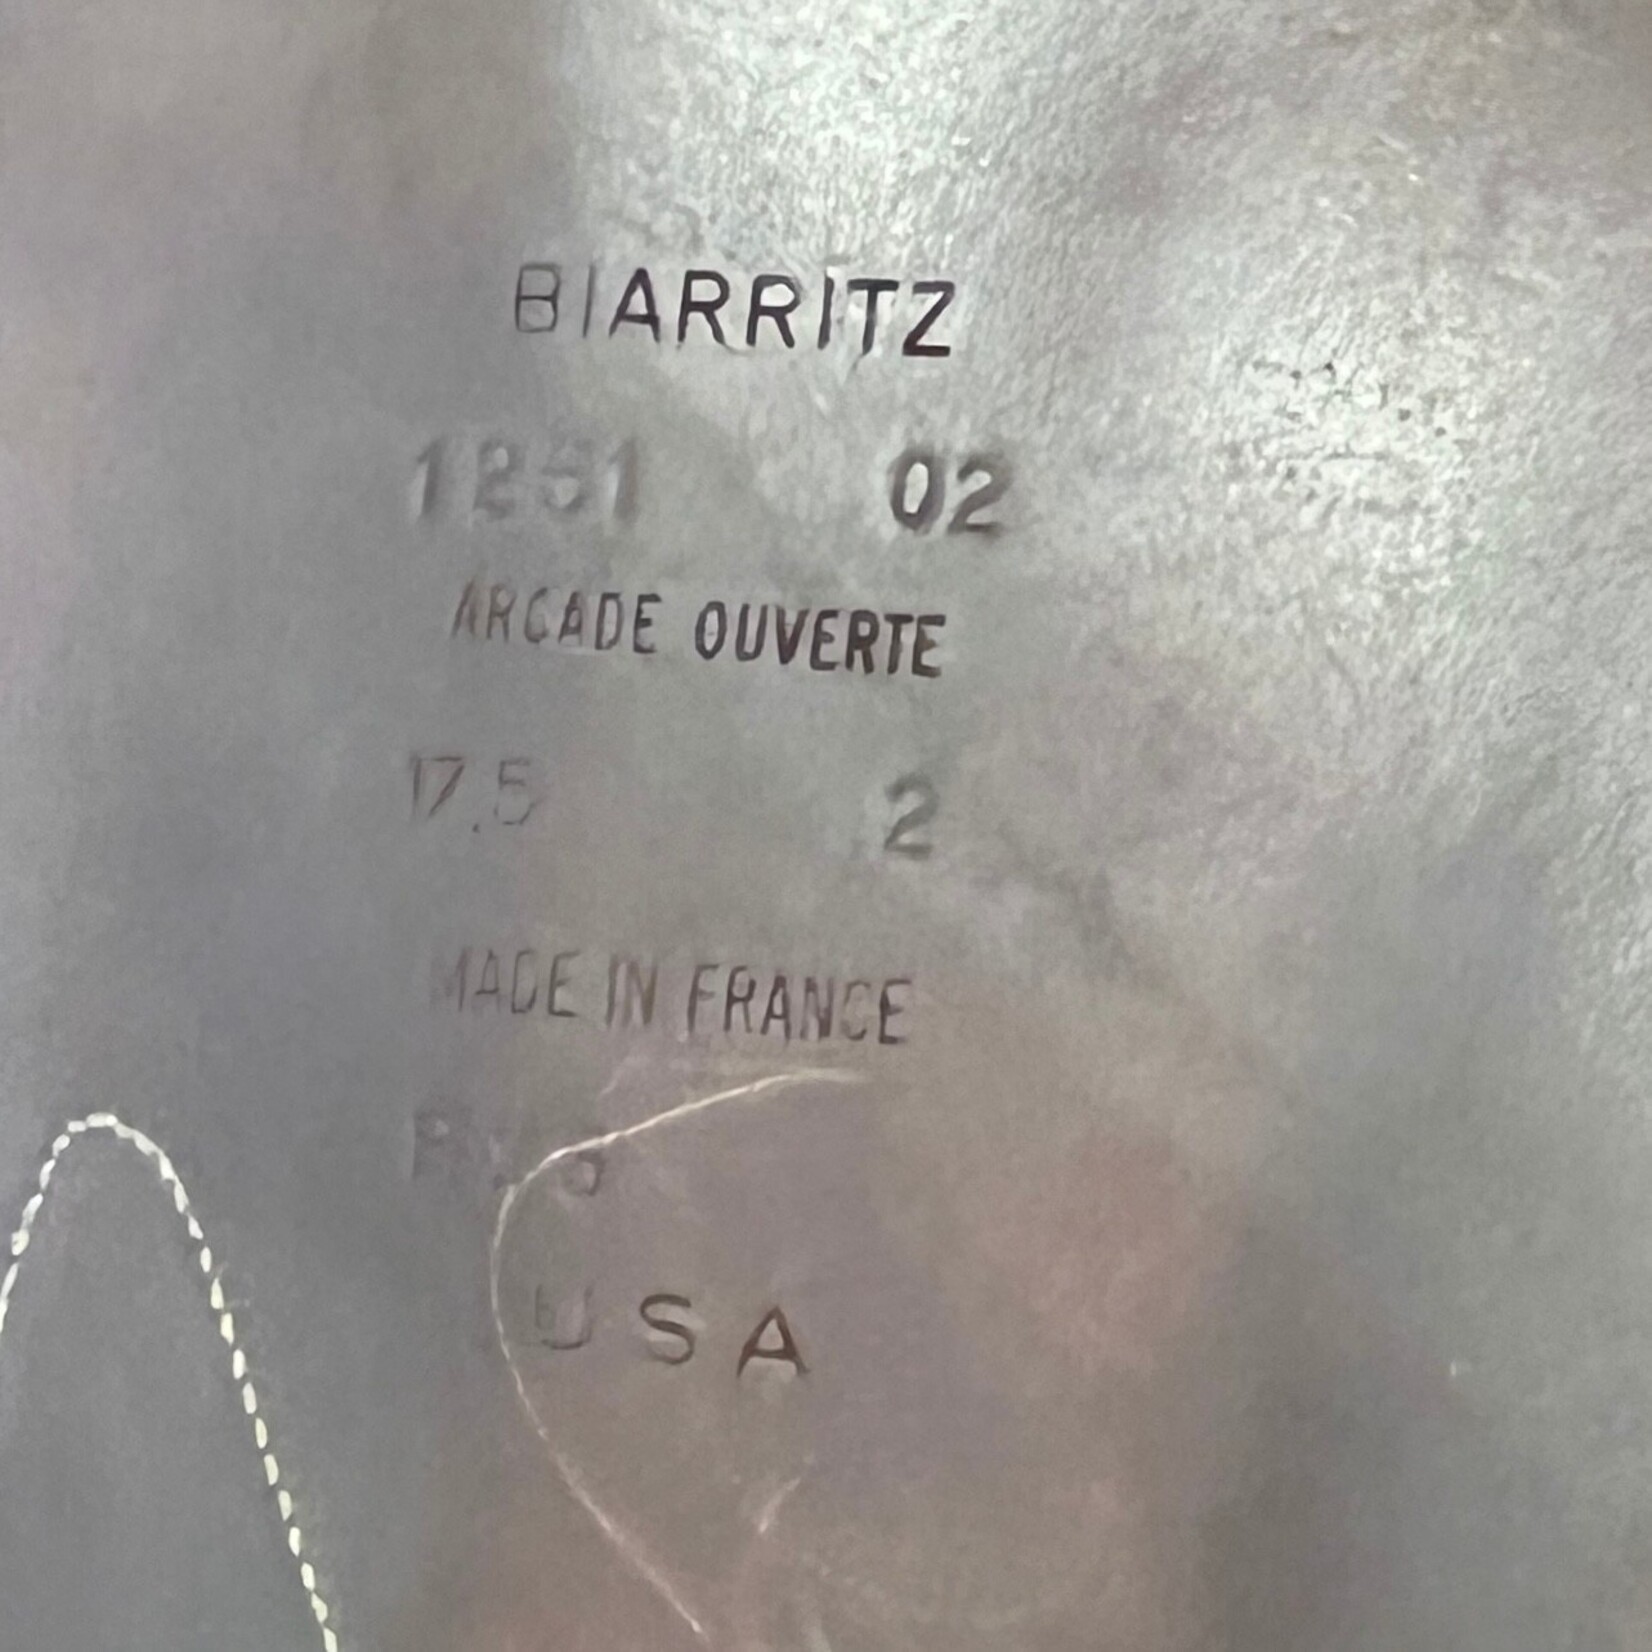 BIARRITZ
02
ARCADE OUVERTE
17.5 2
MADE IN FRANCE
USA